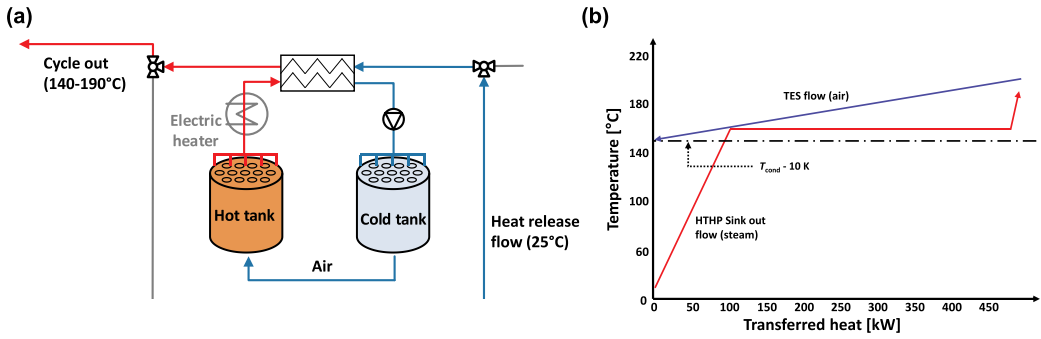 (a)
Cycle out
(140-190°C)
Electric
heater
Hot tank
Cold tank
Air
Heat release
flow (25°C)
(b)
Temperature [°C]
220
180
140
100
60
0
TES flow (air)
Tcond - 10 K
HTHP Sink out
flow (steam)
0 50 100 150 200 250 300 350 400 450
Transferred heat [kW]